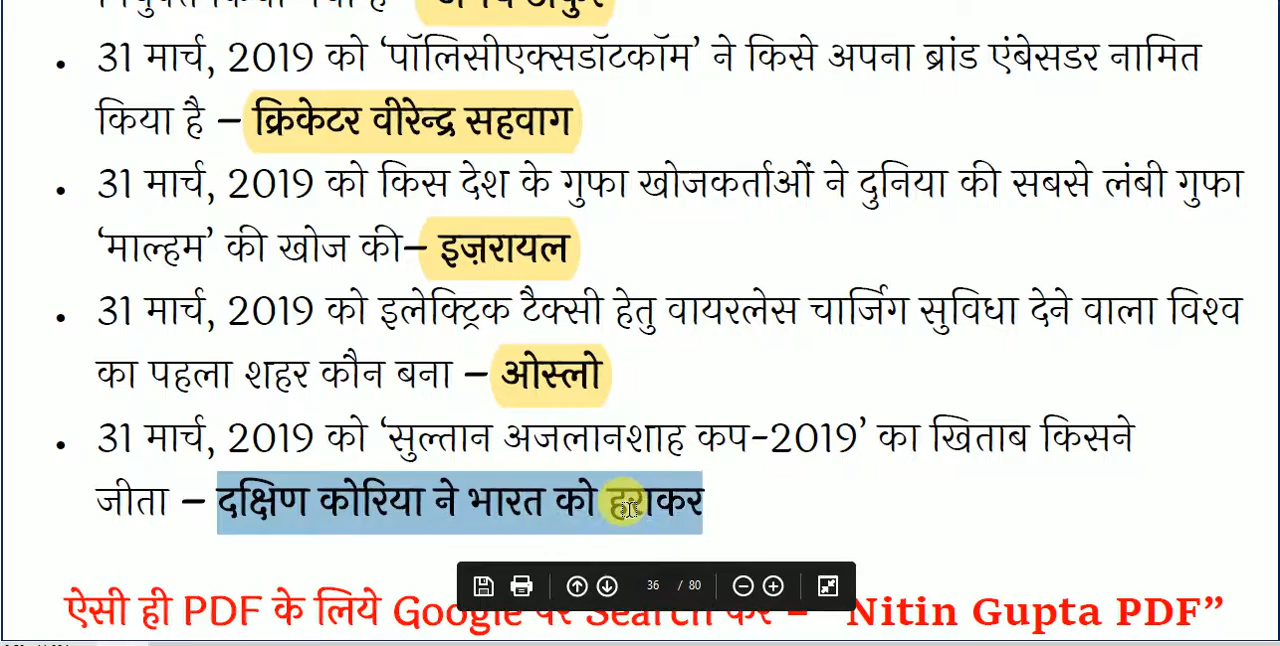 • 31 मार्च, 2019 को ‘पॉलिसीएक्सडॉटकॉम’ ने किसे अपना ब्रांड एंबेसडर नामित
किया है – क्रिकेटर वीरेन्द्र सहवाग
• 31 मार्च, 2019 को किस देश के गुफा खोजकर्ताओं ने दुनिया की सबसे लंबी गुफा
‘माल्हम’ की खोज की– इज़रायल
• 31 मार्च, 2019 को इलेक्ट्रिक टैक्सी हेतु वायरलेस चार्जिंग सुविधा देने वाला विश्व
का पहला शहर कौन बना – ओस्लो
• 31 मार्च, 2019 को ‘सुल्तान अजलानशाह कप-2019’ का खिताब किसने
जीता – दक्षिण कोरिया ने भारत को हराकर
36 / 80
ऐसी ही PDF के लिये Google पर Search करें – “Nitin Gupta PDF”